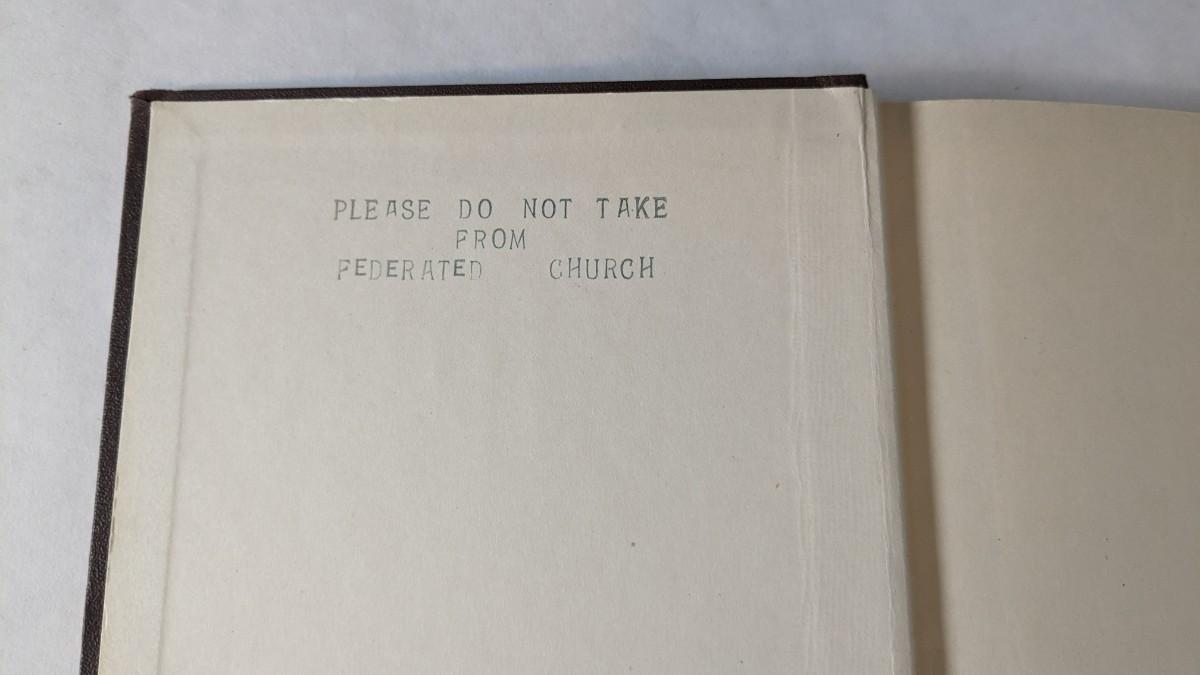 PLEASE DO NOT TAKE
FROM
FEDERATED CHURCH